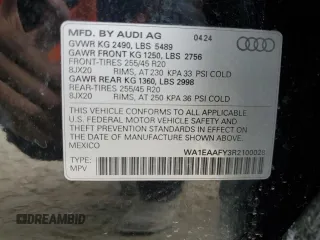 MFD. BY AUDI AG 04.24
GVWR KG 2490, LBS 5489
GAWR FRONT KG 1250, LBS 2756
FRONT-TIRES 255/45 R20
8JX20 RIMS, AT 230 KPA 33 PSI COLD
GAWR REAR KG 1360, LBS 2998
REAR-TIRES 255/45 R20
8JX20 RIMS, AT 250 KPA 36 PSI COLD
THIS VEHICLE CONFORMS TO ALL APPLICABLE
U.S. FEDERAL MOTOR VEHICLE SAFETY
AND THEFT PREVENTION STANDARDS IN EFFECT
ON THE DATE OF MANUFACTURE SHOWN ABOVE.
MEXICO
WA1EAAFY3R2100028
TYPE:
MPV
DREAMBID